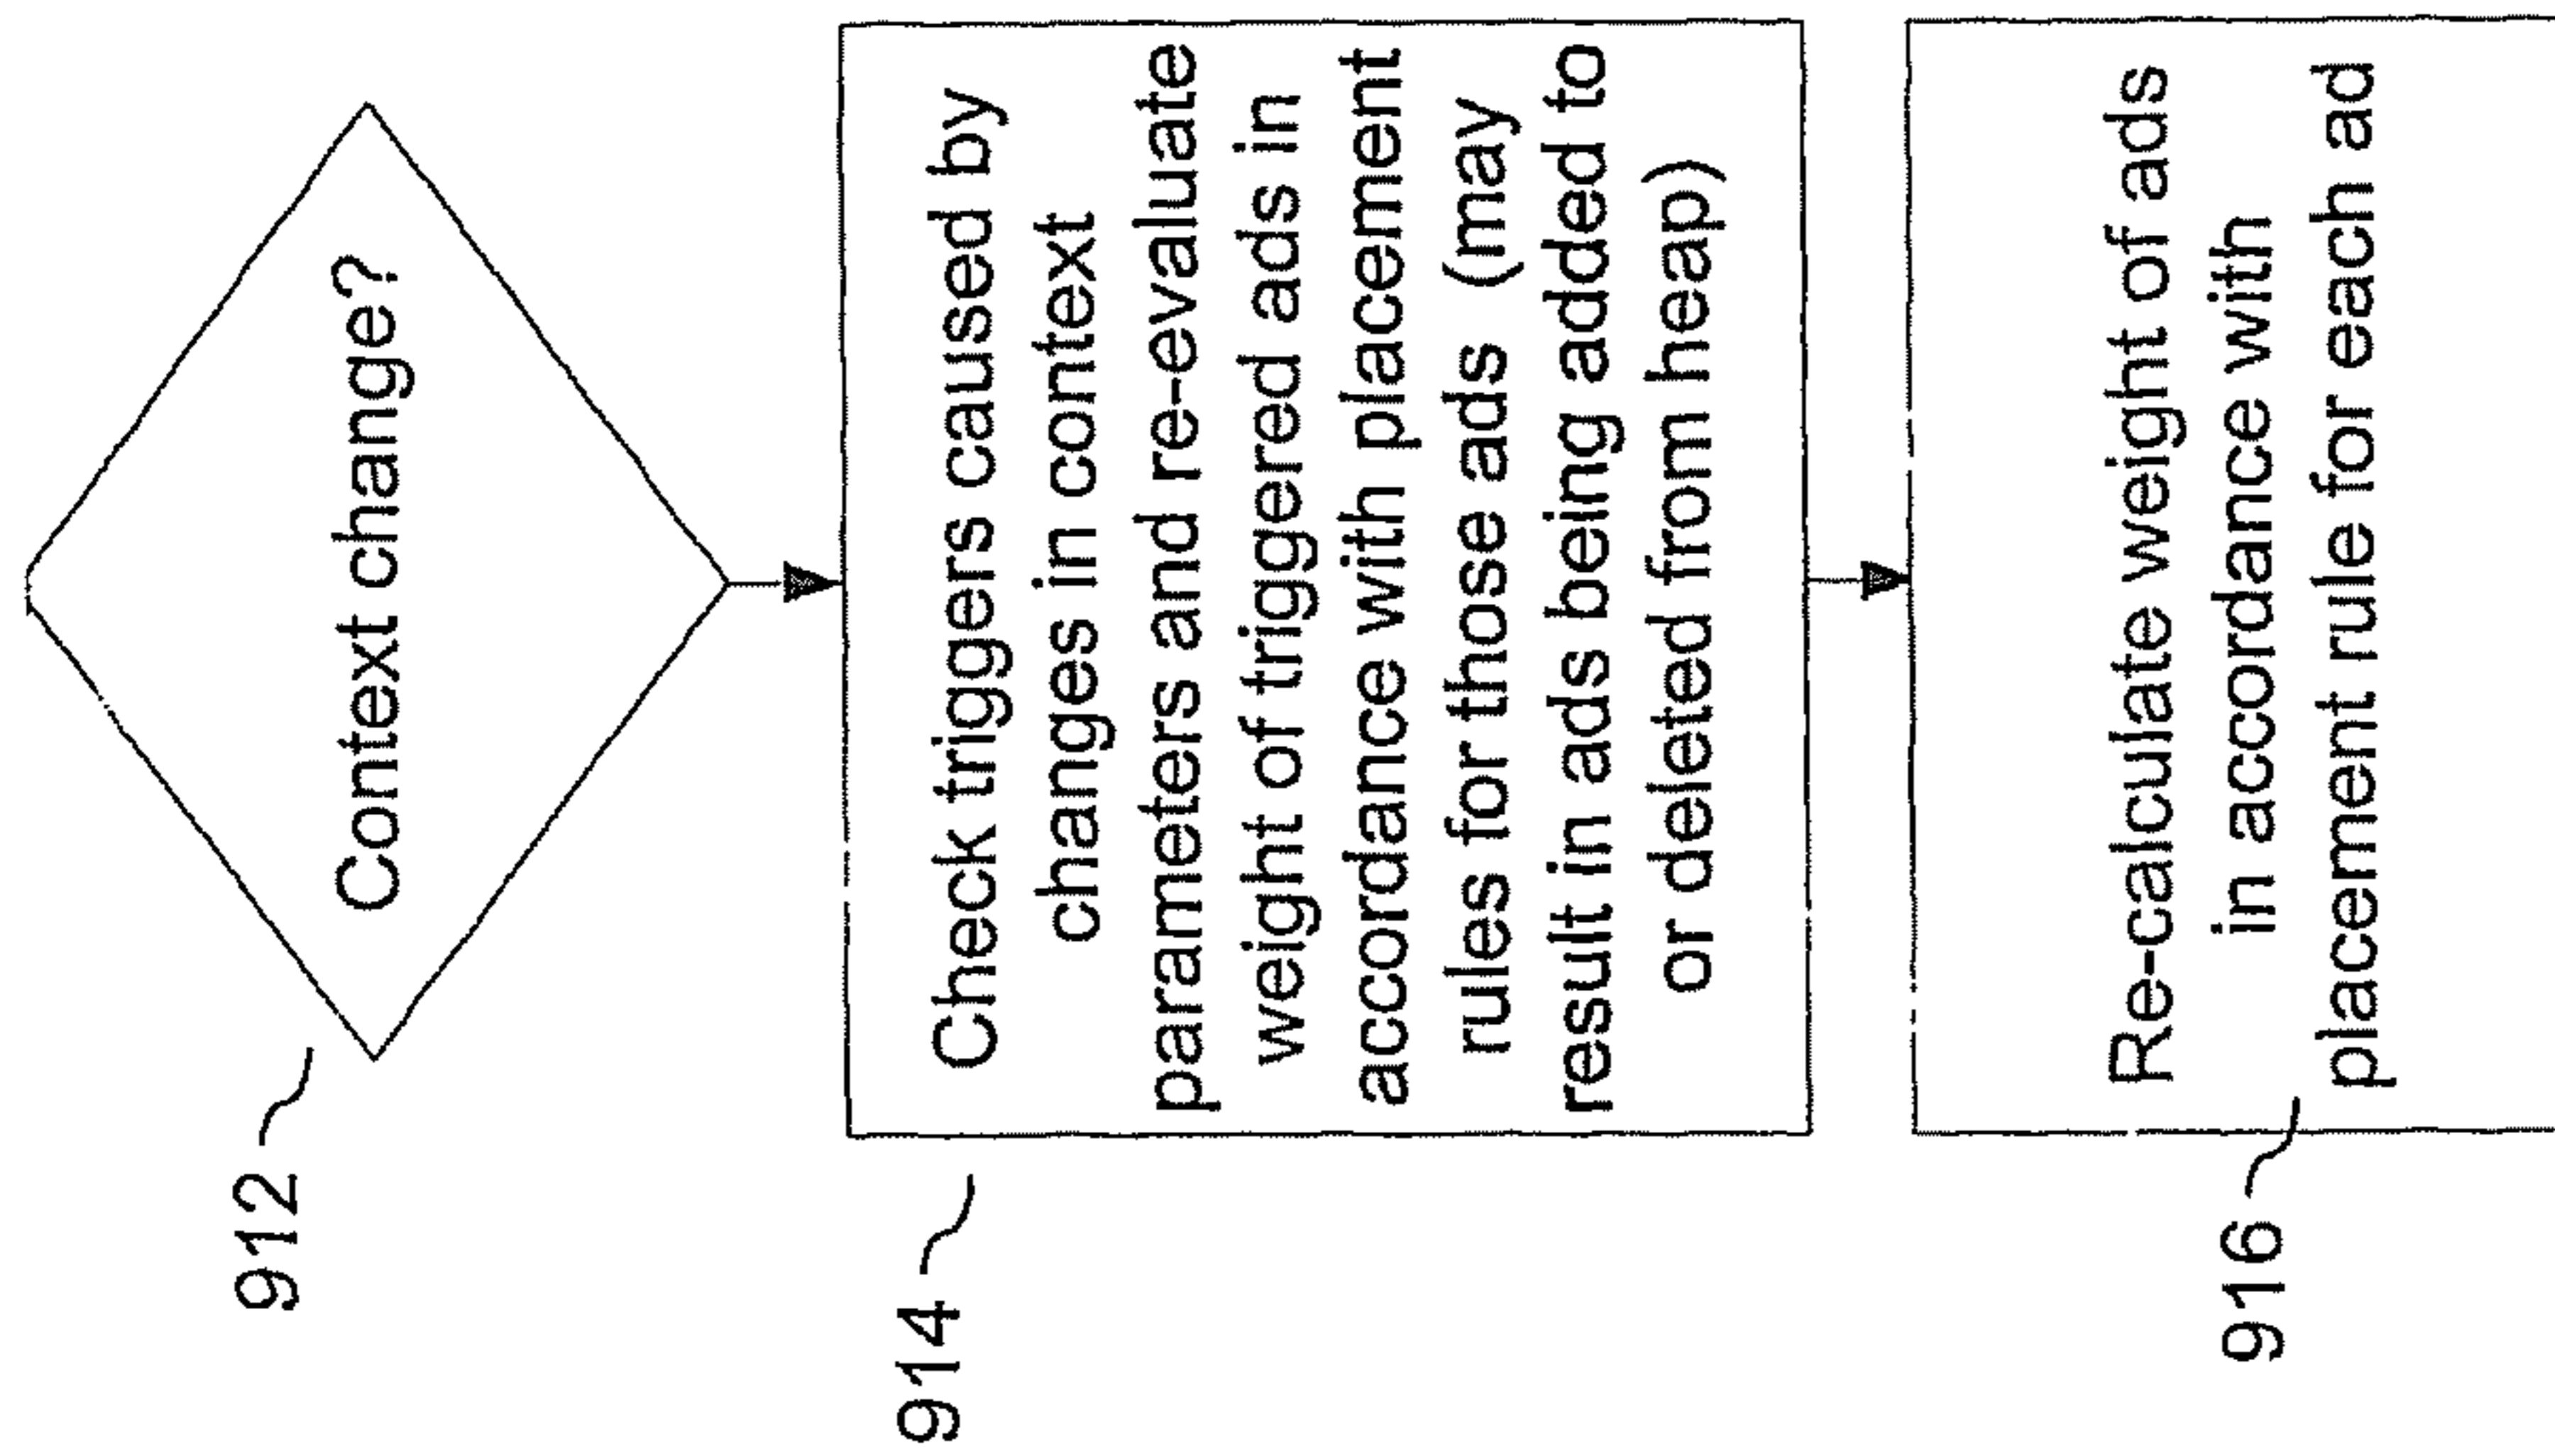 912
Context change?
914
Check triggers caused by
changes in context
parameters and re-evaluate
weight of triggered ads in
accordance with placement
rules for those ads (may
result in ads being added to
or deleted from heap)
916
Re-calculate weight of ads
in accordance with
placement rule for each ad